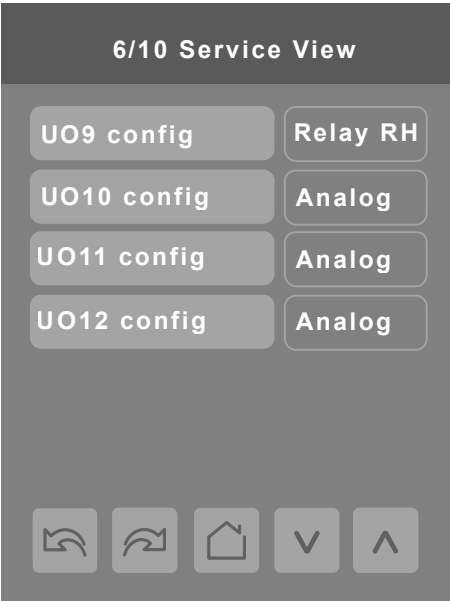 6/10 Service View
UO9 config Relay RH
UO10 config Analog
UO11 config Analog
UO12 config Analog